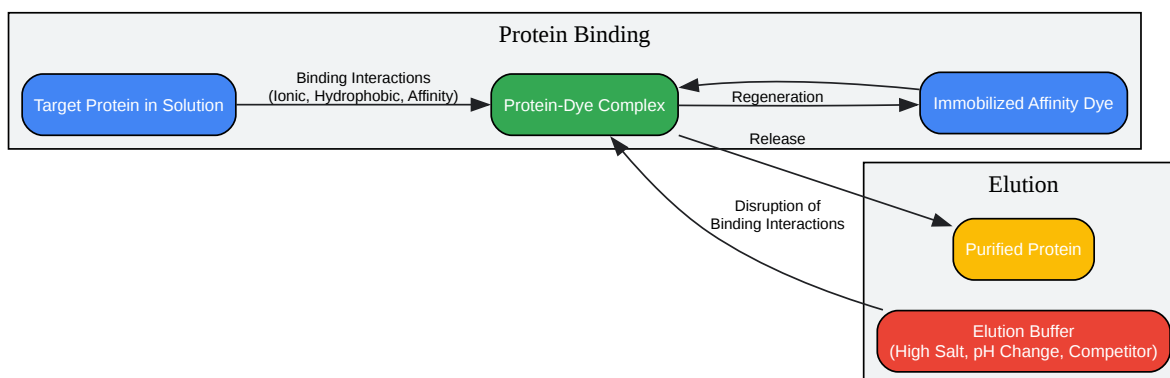 Protein Binding
Binding Interactions
(Ionic, Hydrophobic, Affinity)
Target Protein in Solution
Protein-Dye Complex
Regeneration
Immobilized Affinity Dye
Release
Elution
Disruption of
Binding Interactions
Purified Protein
Elution Buffer
(High Salt, pH Change, Competitor)